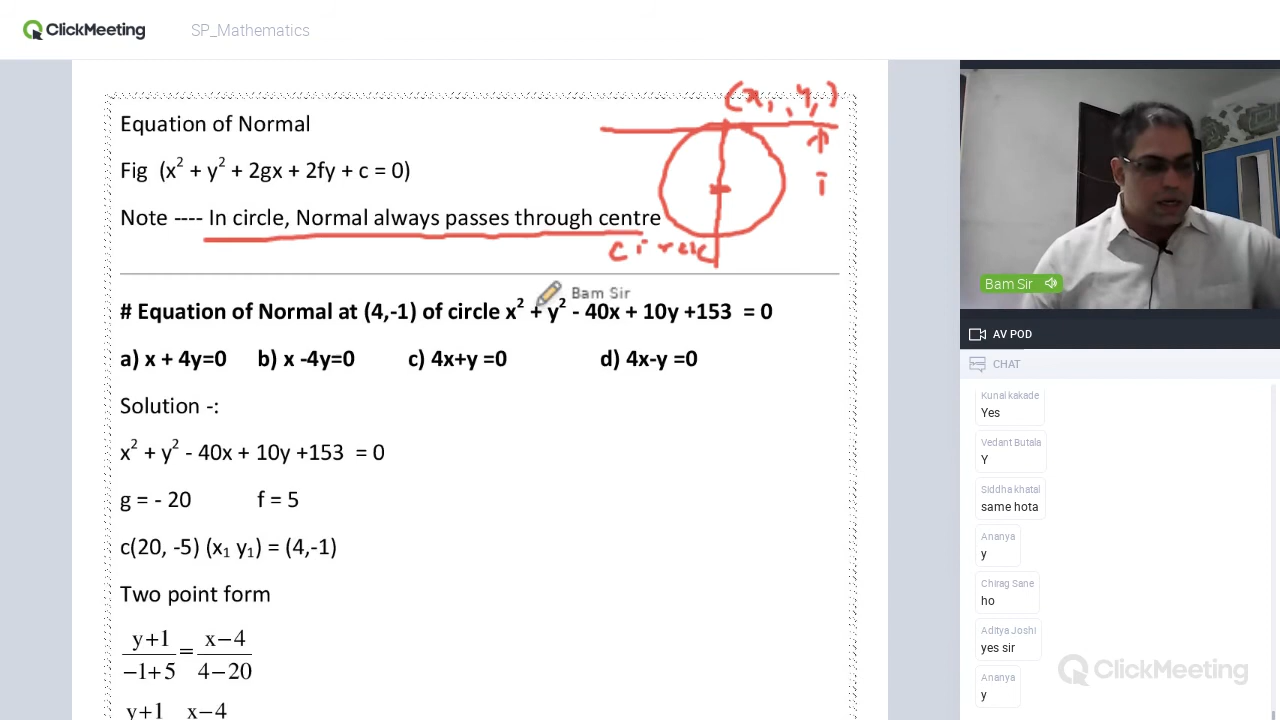 ClickMeeting
SP_Mathematics
(x₁, y₁)
Equation of Normal
Fig (x² + y² + 2gx + 2fy + c = 0)
Note ---- In circle, Normal always passes through centre
circle
Bam Sir
# Equation of Normal at (4,-1) of circle x² + y² - 40x + 10y +153 = 0
a) x + 4y=0 b) x -4y=0 c) 4x+y =0 d) 4x-y =0
Solution -:
x² + y² - 40x + 10y +153 = 0
g = - 20 f = 5
c(20, -5) (x₁ y₁) = (4,-1)
Two point form
y+1 x−4
——— = ———
−1+5 4−20
y+1 x−4
Bam Sir
AV POD
CHAT
Kunal kakade
Yes
Vedant Butala
Y
Siddha khatal
same hota
Ananya
y
Chirag Sane
ho
Aditya Joshi
yes sir
Ananya
y
ClickMeeting